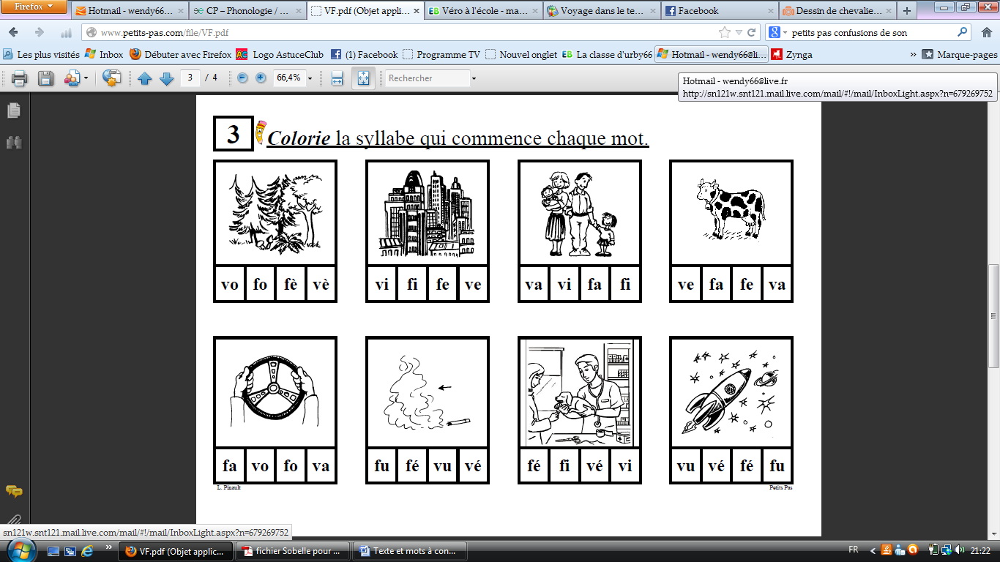 Firefox
Hotmail - wendy66...
CP – Phonologie / ...
VF.pdf (Objet appli...
EB Véro à l'école - ma...
Voyage dans le te...
Facebook
Dessin de chevalie...
www.petits-pas.com/file/VF.pdf
petits pas confusions de son
Les plus visités
Inbox
Débuter avec Firefox
AC Logo AstuceClub
(1) Facebook
Programme TV
Nouvel onglet
EB La classe d'urby66
Hotmail - wendy66@li...
Zynga
» Marque-pages
3 / 4
66,4%
Rechercher
Hotmail - wendy66@live.fr
http://sn121w.snt121.mail.live.com/mail/#!/mail/InboxLight.aspx?n=679269752
3 Colorie la syllabe qui commence chaque mot.
vo fo fè vè
vi fi fe ve
va vi fa fi
ve fa fe va
fa vo fo va
fu fé vu vé
fé fi vé vi
vu vé fé fu
L. Pinault
Petits Pas
sn121w.snt121.mail.live.com/mail/#!/mail/InboxLight.aspx?n=679269752
»
VF.pdf (Objet applic...
fichier Sobelle pour ...
Texte et mots à con...
FR
21:22